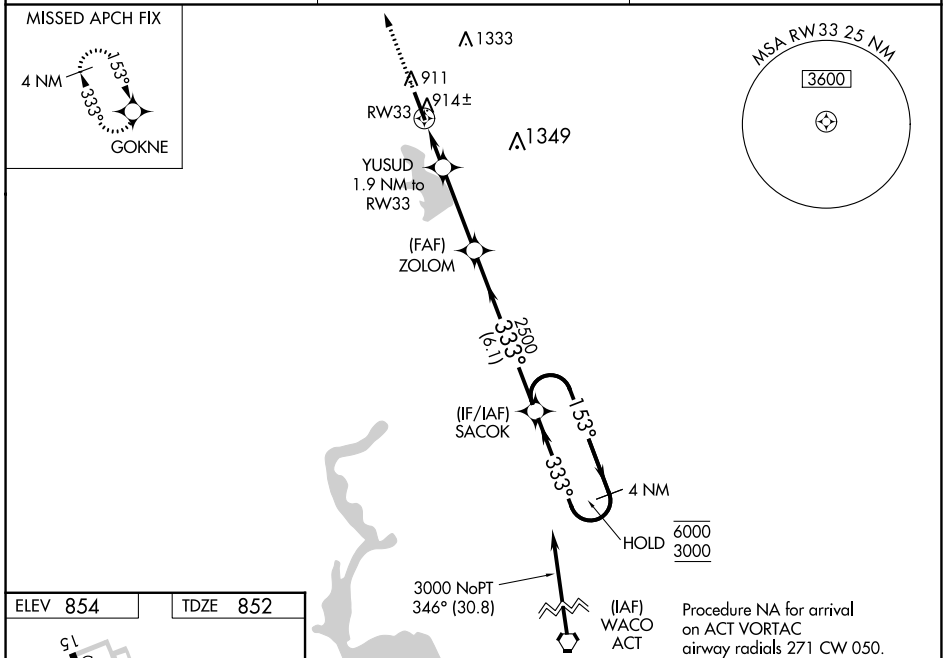 MISSED APCH FIX
4 NM
153°
333°
GOKNE
1333
911
914±
RW33
1349
YUSUD
1.9 NM to
RW33
(FAF)
ZOLOM
2500
333°
(6.1)
(IF/IAF)
SACOK
153°
333°
4 NM
HOLD
6000
3000
3000 NoPT
346° (30.8)
(IAF)
WACO
ACT
MSA RW33 25 NM
3600
Procedure NA for arrival
on ACT VORTAC
airway radials 271 CW 050.
ELEV 854
TDZE 852
15